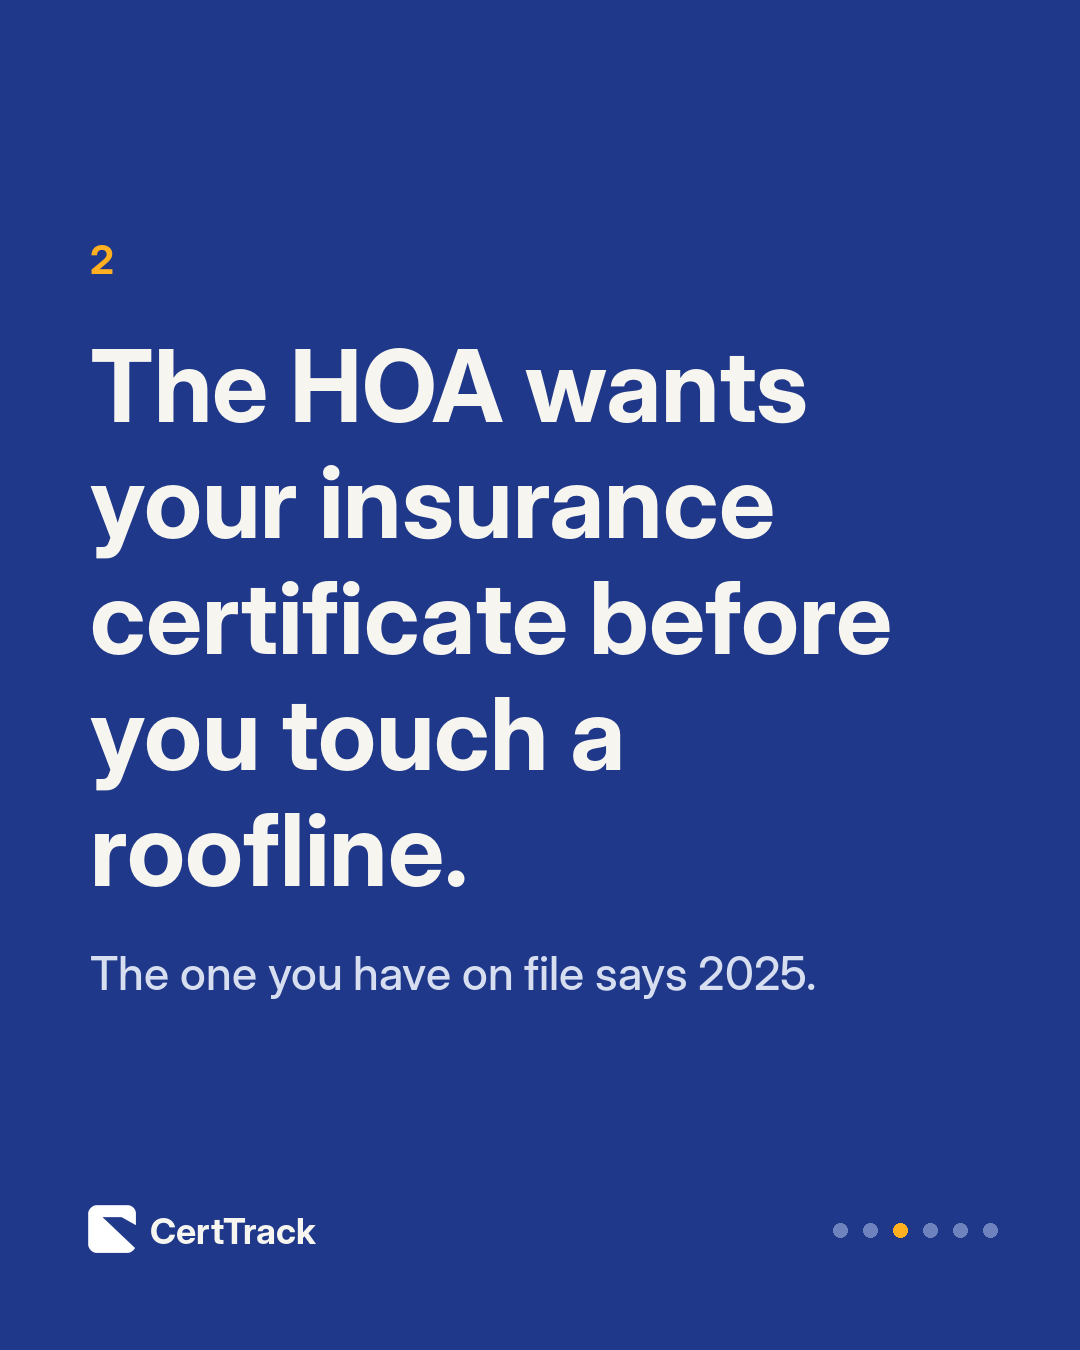 2
The HOA wants
your insurance
certificate before
you touch a
roofline.
The one you have on file says 2025.
CertTrack